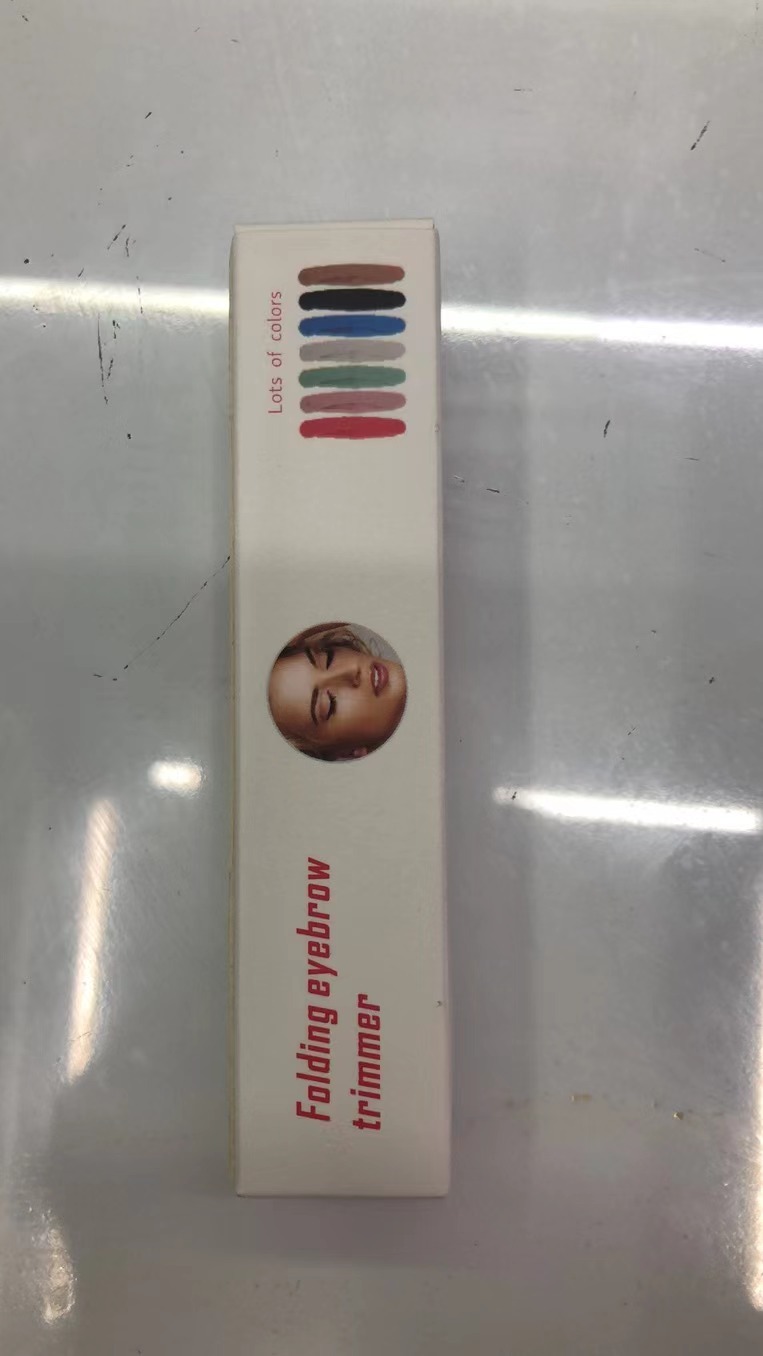 Folding eyebrow
trimmer
Lots of colors